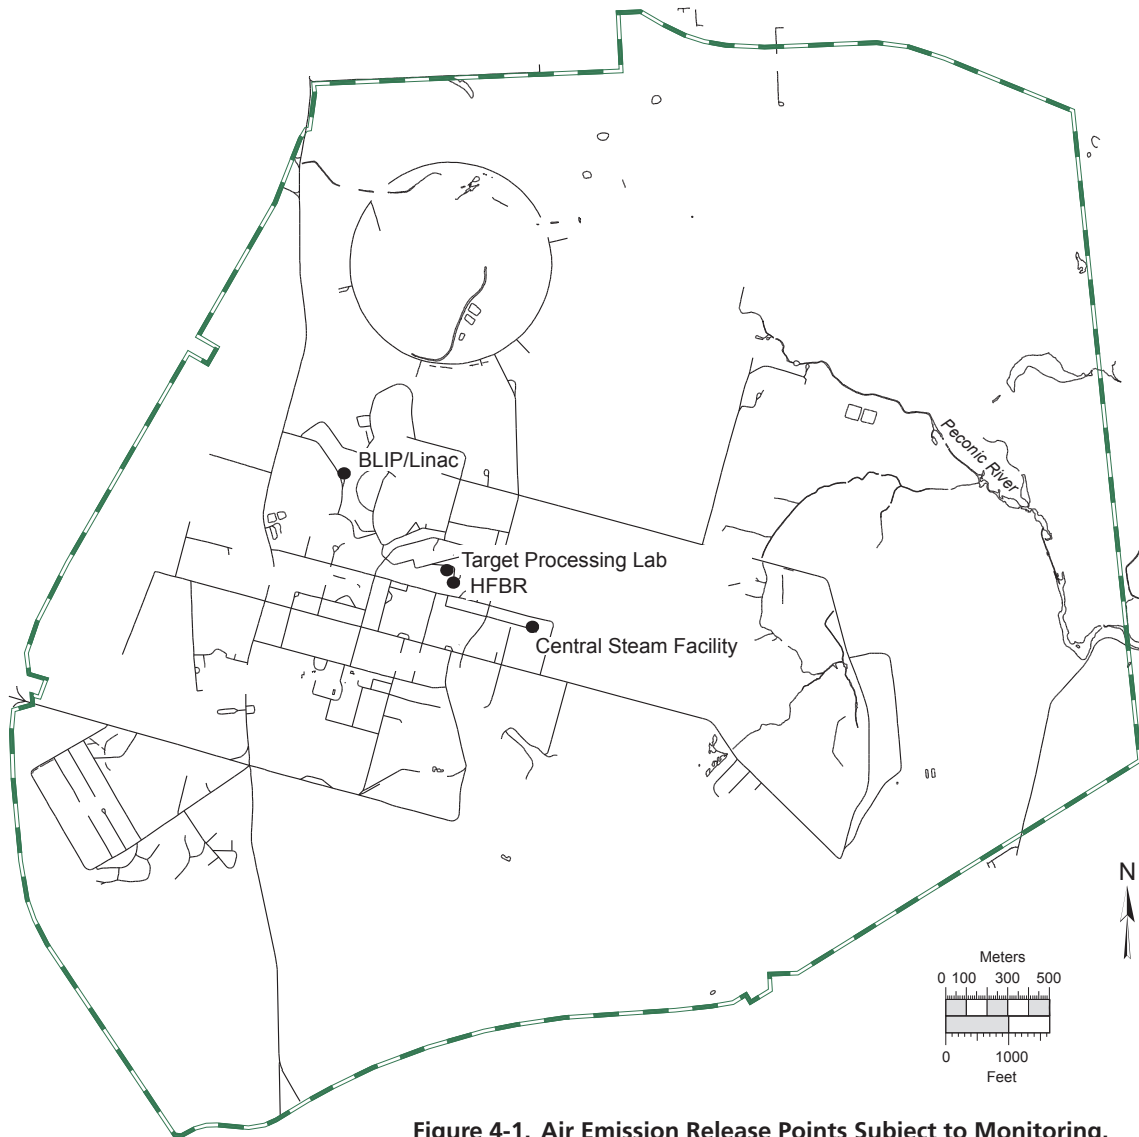 BLIP/Linac
Peconic River
Target Processing Lab
HFBR
Central Steam Facility
N
Meters
0 100 300 500
0 1000
Feet
Figure 4-1. Air Emission Release Points Subject to Monitoring.